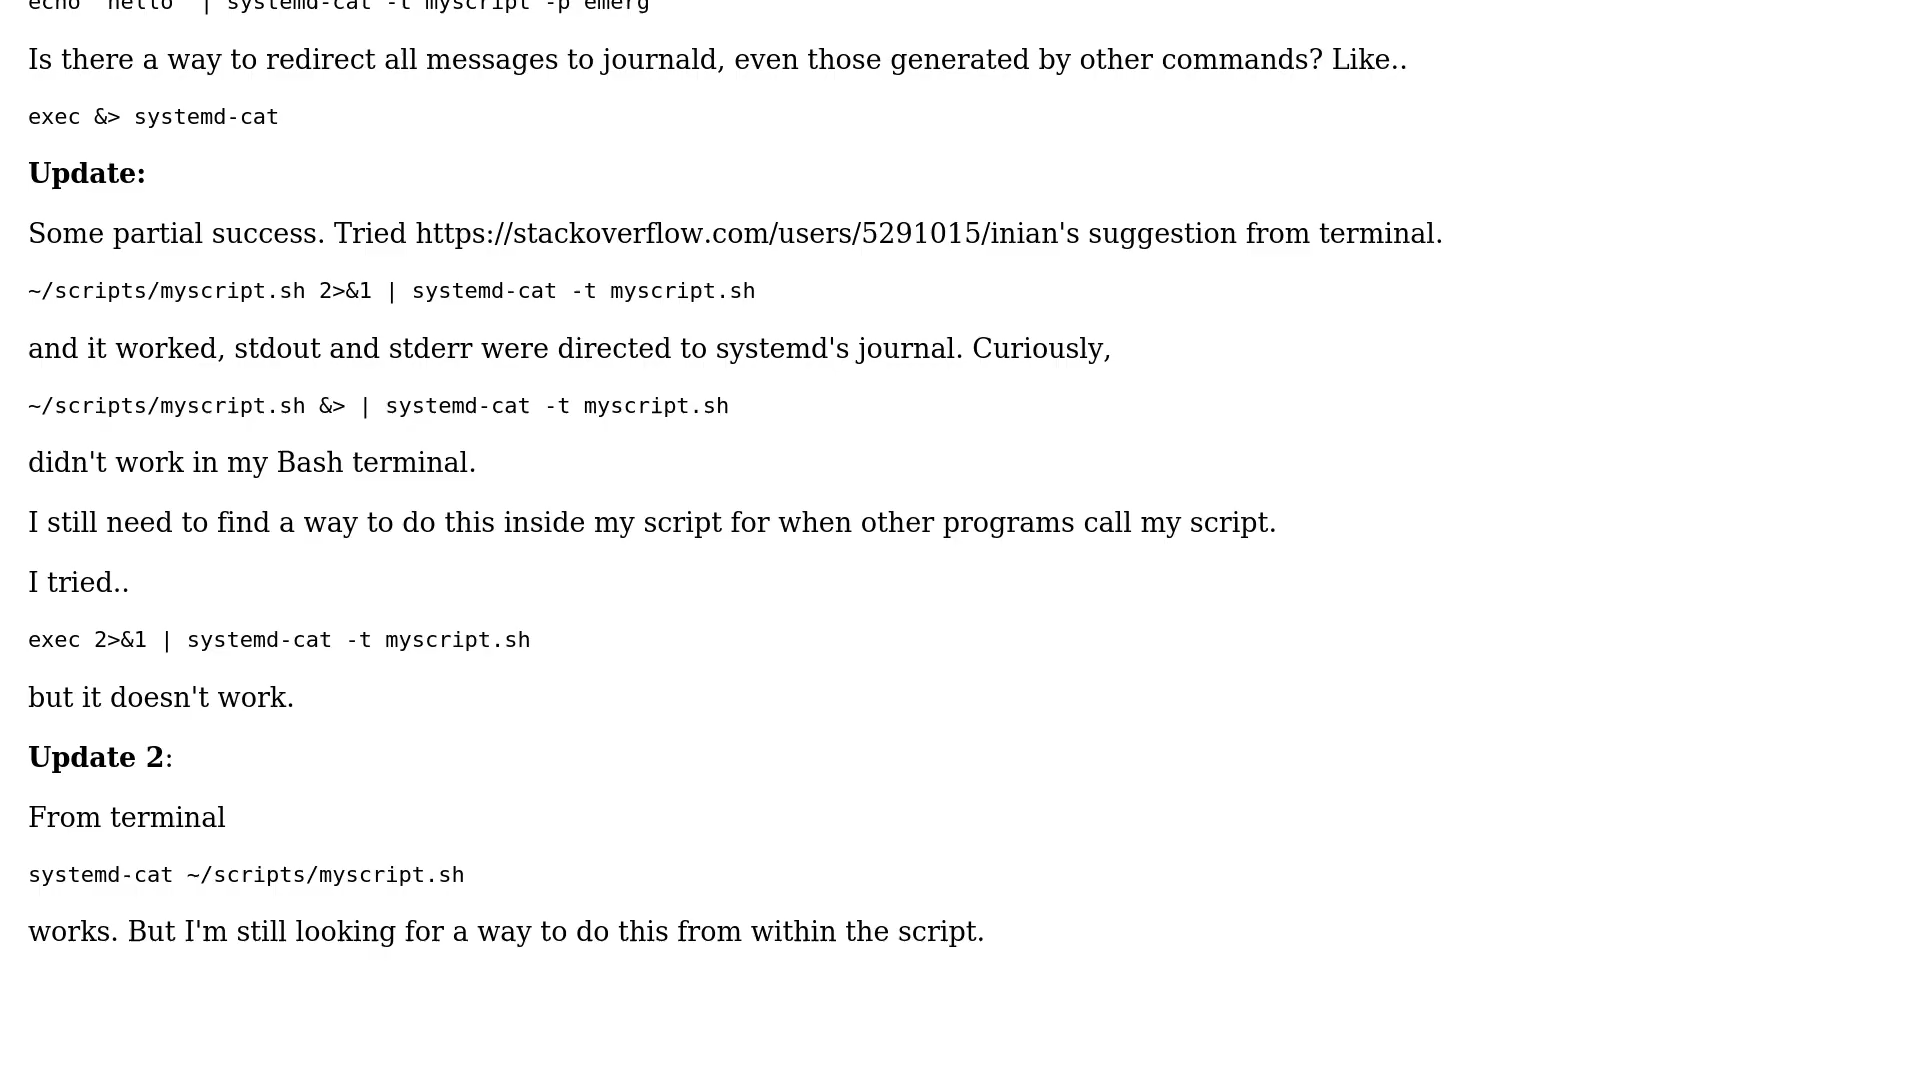 echo "hello" | systemd-cat -t myscript -p emerg
Is there a way to redirect all messages to journald, even those generated by other commands? Like..
exec &> systemd-cat
Update:
Some partial success. Tried https://stackoverflow.com/users/5291015/inian's suggestion from terminal.
~/scripts/myscript.sh 2>&1 | systemd-cat -t myscript.sh
and it worked, stdout and stderr were directed to systemd's journal. Curiously,
~/scripts/myscript.sh &> | systemd-cat -t myscript.sh
didn't work in my Bash terminal.
I still need to find a way to do this inside my script for when other programs call my script.
I tried..
exec 2>&1 | systemd-cat -t myscript.sh
but it doesn't work.
Update 2:
From terminal
systemd-cat ~/scripts/myscript.sh
works. But I'm still looking for a way to do this from within the script.